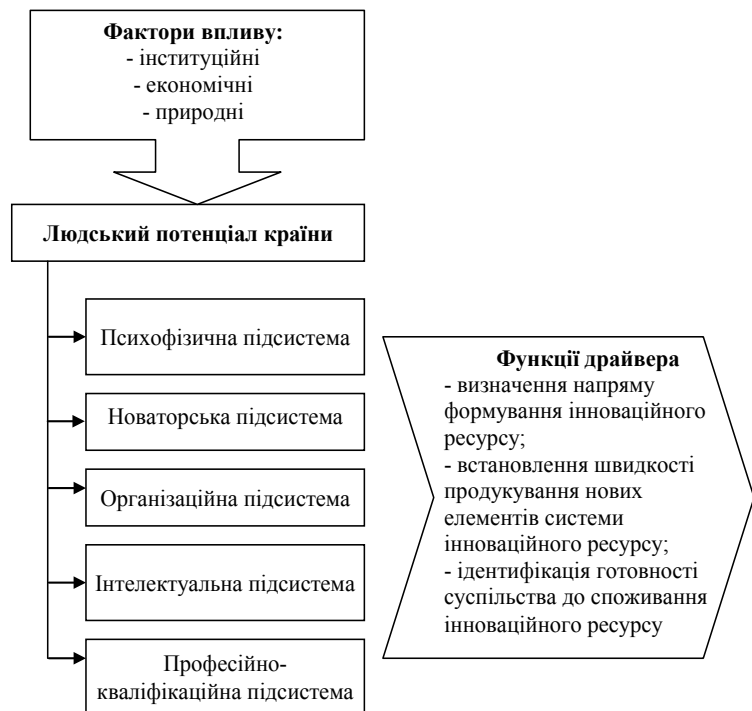 Фактори впливу:
- інституційні
- економічні
- природні
Людський потенціал країни
Психофізична підсистема
Новаторська підсистема
Організаційна підсистема
Інтелектуальна підсистема
Професійно-
кваліфікаційна підсистема
Функції драйвера
- визначення напряму
формування інноваційного
ресурсу;
- встановлення швидкості
продукування нових
елементів системи
інноваційного ресурсу;
- ідентифікація готовності
суспільства до споживання
інноваційного ресурсу